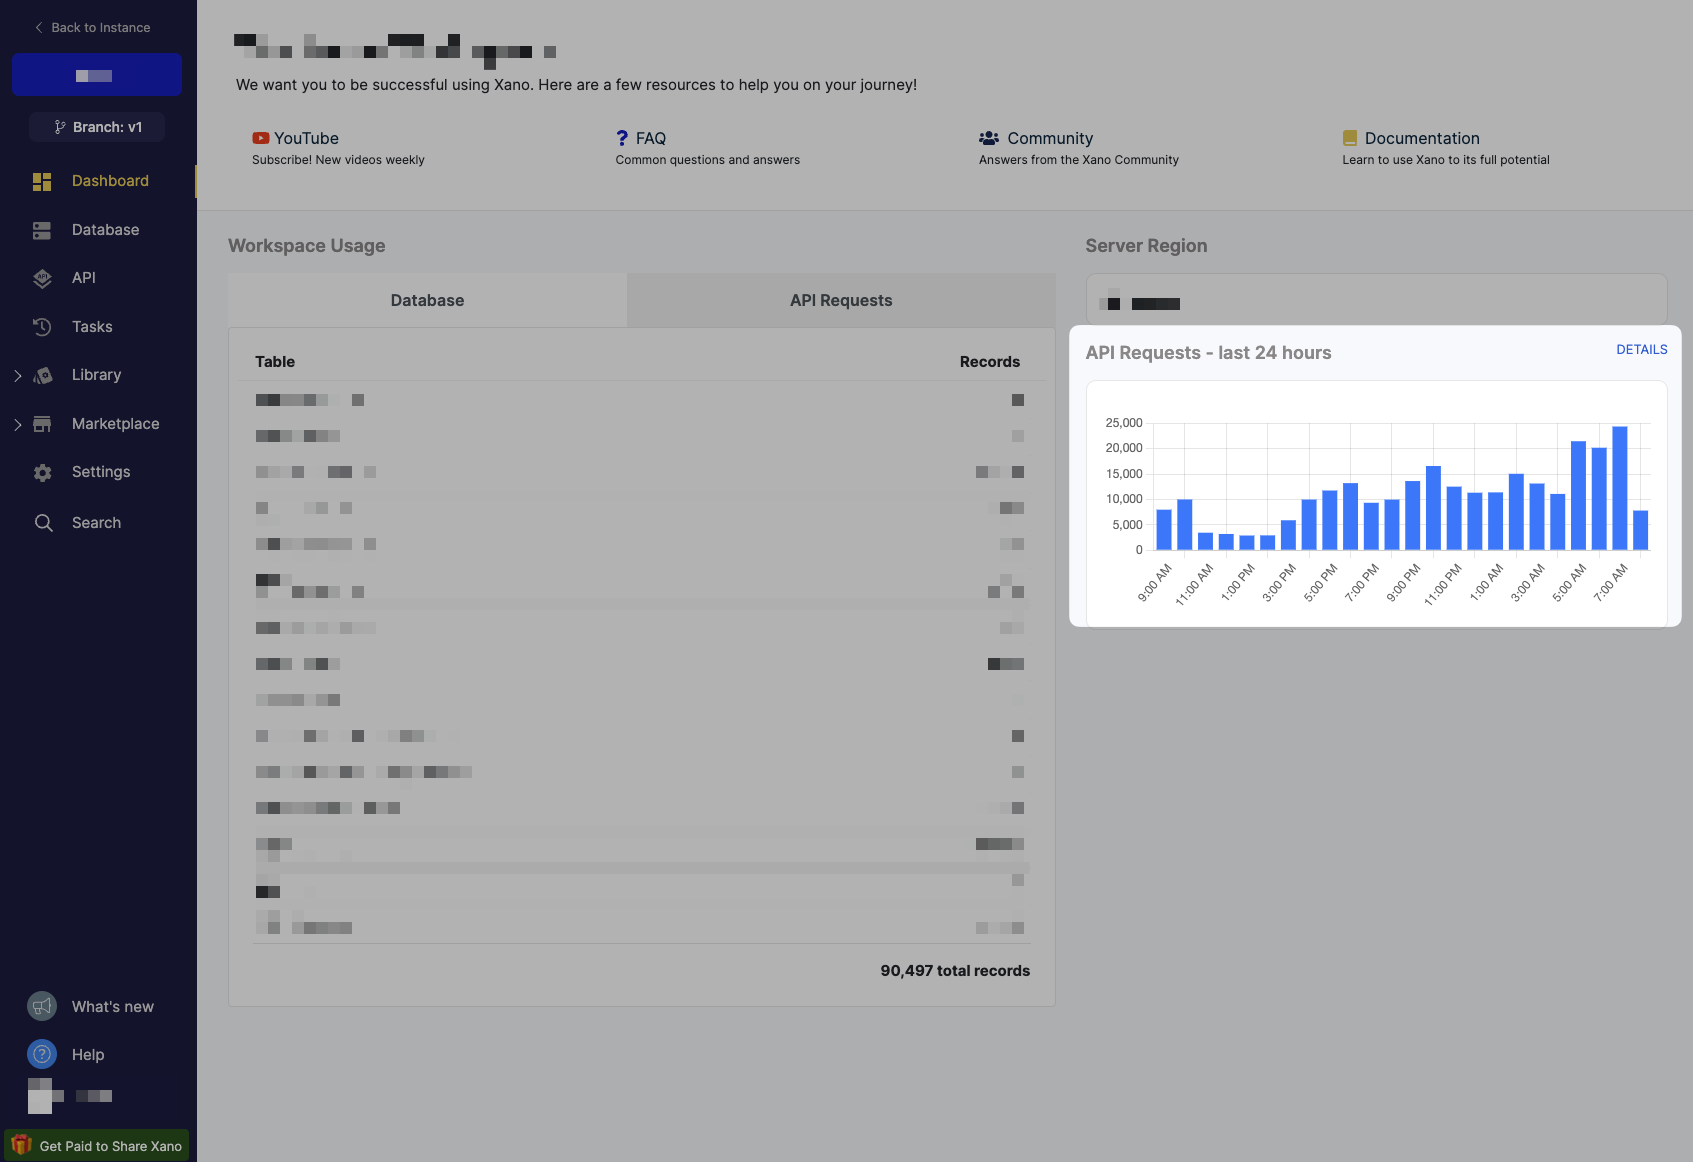 Back to Instance
Branch: v1
Dashboard
Database
API
Tasks
Library
Marketplace
Settings
Search
What's new
Help
Get Paid to Share Xano
We want you to be successful using Xano. Here are a few resources to help you on your journey!
YouTube
Subscribe! New videos weekly
FAQ
Common questions and answers
Community
Answers from the Xano Community
Documentation
Learn to use Xano to its full potential
Workspace Usage
Database
API Requests
Table
Records
90,497 total records
Server Region
API Requests - last 24 hours
DETAILS
25,000
20,000
15,000
10,000
5,000
0
9:00 AM
11:00 AM
1:00 PM
3:00 PM
5:00 PM
7:00 PM
9:00 PM
11:00 PM
1:00 AM
3:00 AM
5:00 AM
7:00 AM